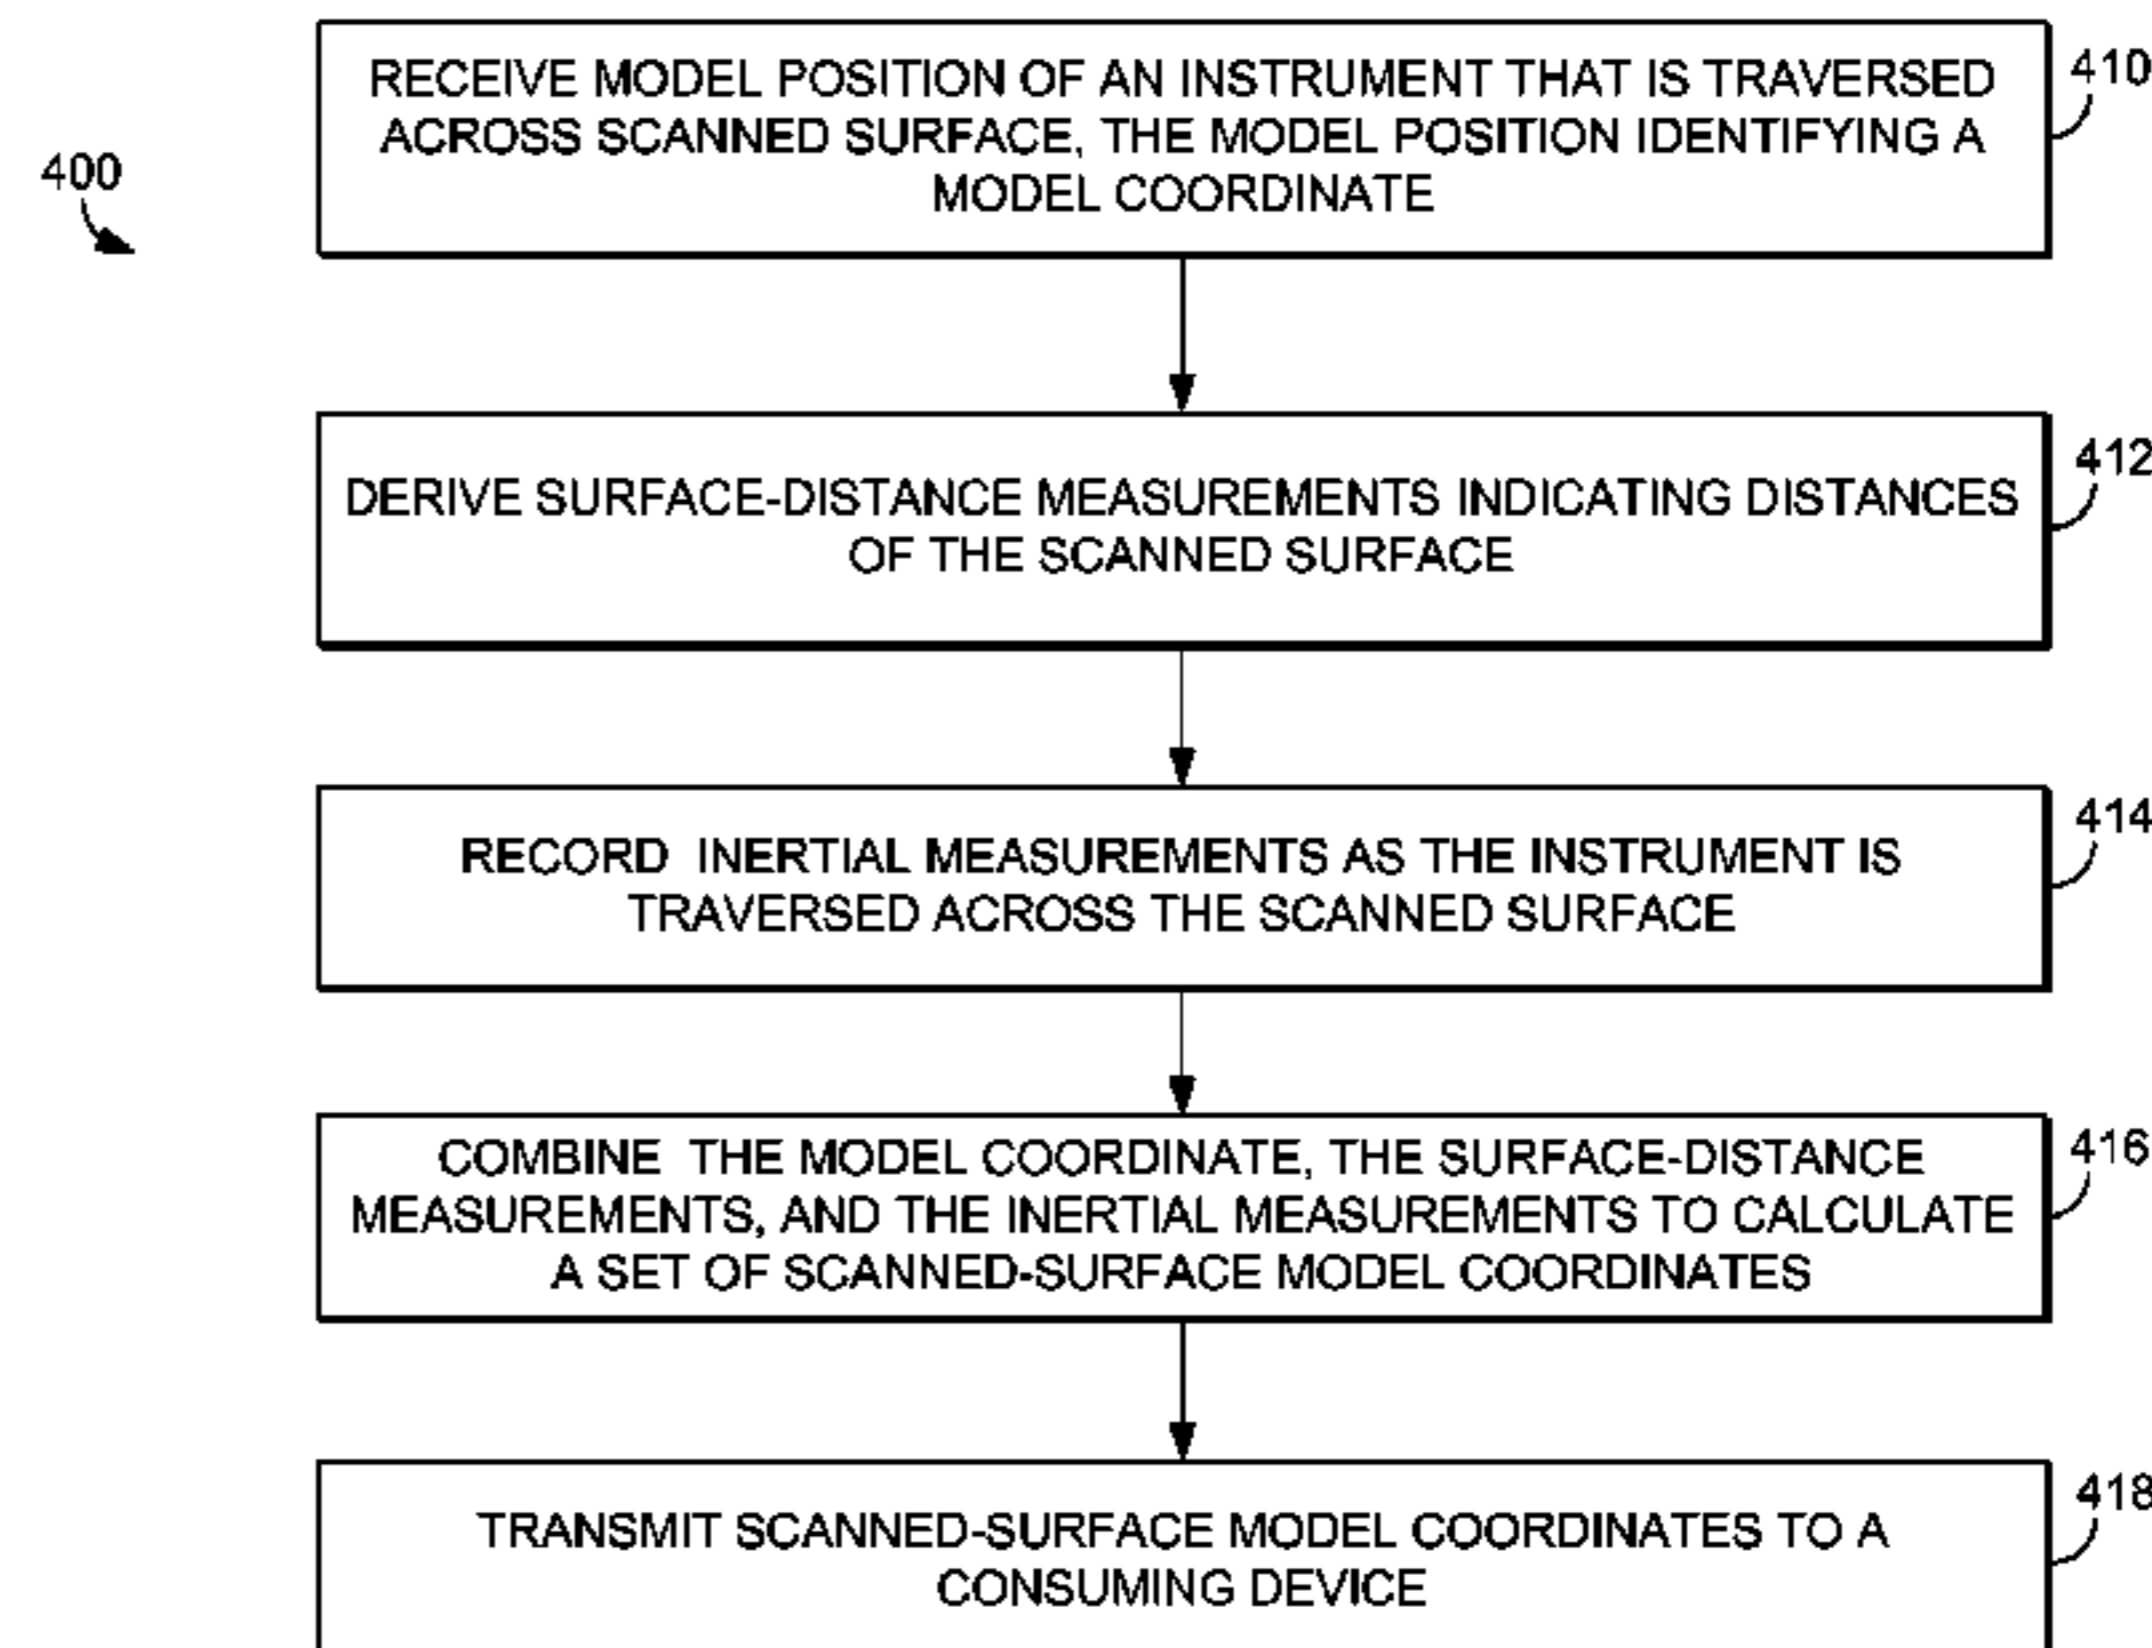 400
RECEIVE MODEL POSITION OF AN INSTRUMENT THAT IS TRAVERSED
ACROSS SCANNED SURFACE, THE MODEL POSITION IDENTIFYING A
MODEL COORDINATE
410
DERIVE SURFACE-DISTANCE MEASUREMENTS INDICATING DISTANCES
OF THE SCANNED SURFACE
412
RECORD INERTIAL MEASUREMENTS AS THE INSTRUMENT IS
TRAVERSED ACROSS THE SCANNED SURFACE
414
COMBINE THE MODEL COORDINATE, THE SURFACE-DISTANCE
MEASUREMENTS, AND THE INERTIAL MEASUREMENTS TO CALCULATE
A SET OF SCANNED-SURFACE MODEL COORDINATES
416
TRANSMIT SCANNED-SURFACE MODEL COORDINATES TO A
CONSUMING DEVICE
418